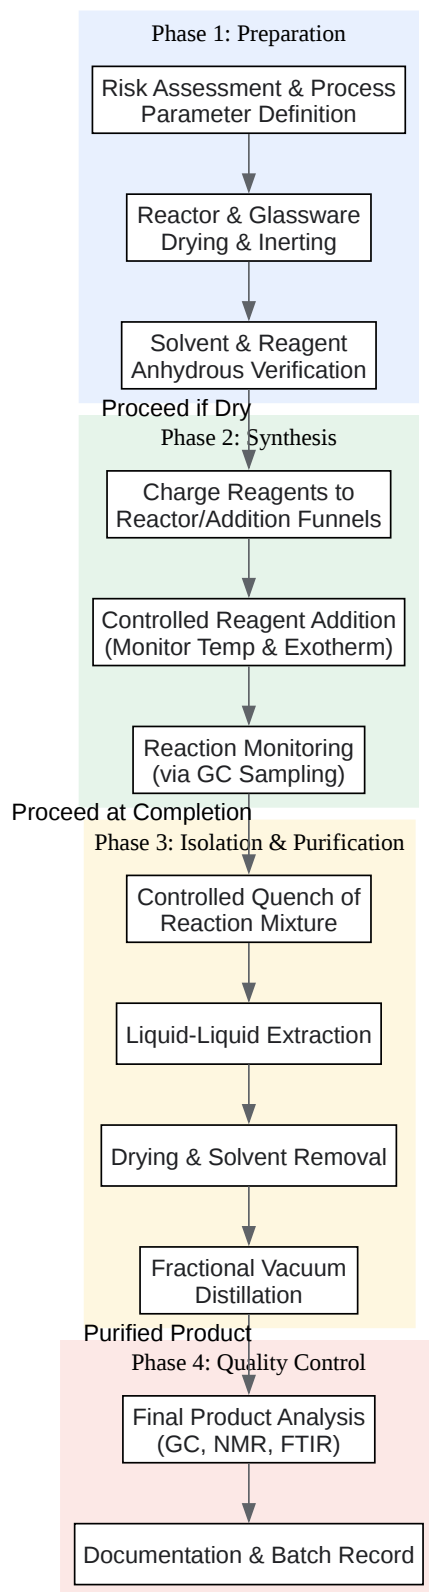 Phase 1: Preparation
Risk Assessment & Process
Parameter Definition
Reactor & Glassware
Drying & Inerting
Solvent & Reagent
Anhydrous Verification
Proceed if Dry
Phase 2: Synthesis
Charge Reagents to
Reactor/Addition Funnels
Controlled Reagent Addition
(Monitor Temp & Exotherm)
Reaction Monitoring
(via GC Sampling)
Proceed at Completion
Phase 3: Isolation & Purification
Controlled Quench of
Reaction Mixture
Liquid-Liquid Extraction
Drying & Solvent Removal
Fractional Vacuum
Distillation
Purified Product
Phase 4: Quality Control
Final Product Analysis
(GC, NMR, FTIR)
Documentation & Batch Record